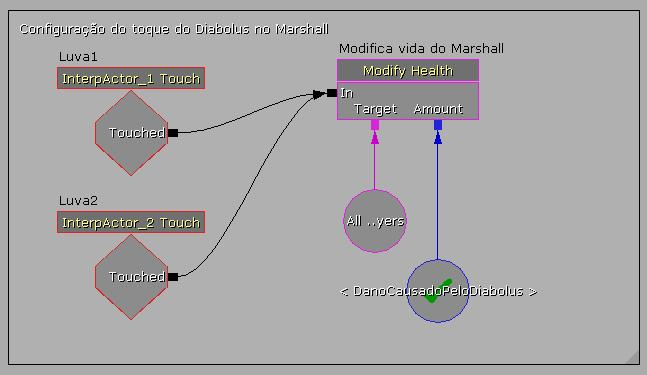 Configuração do toque do Diabolus no Marshall
Luva1
InterpActor_1 Touch
Touched
Modifica vida do Marshall
Modify Health
In
Target Amount
Luva2
InterpActor_2 Touch
Touched
All ..yers
< DanoCausadoPeloDiabolus >